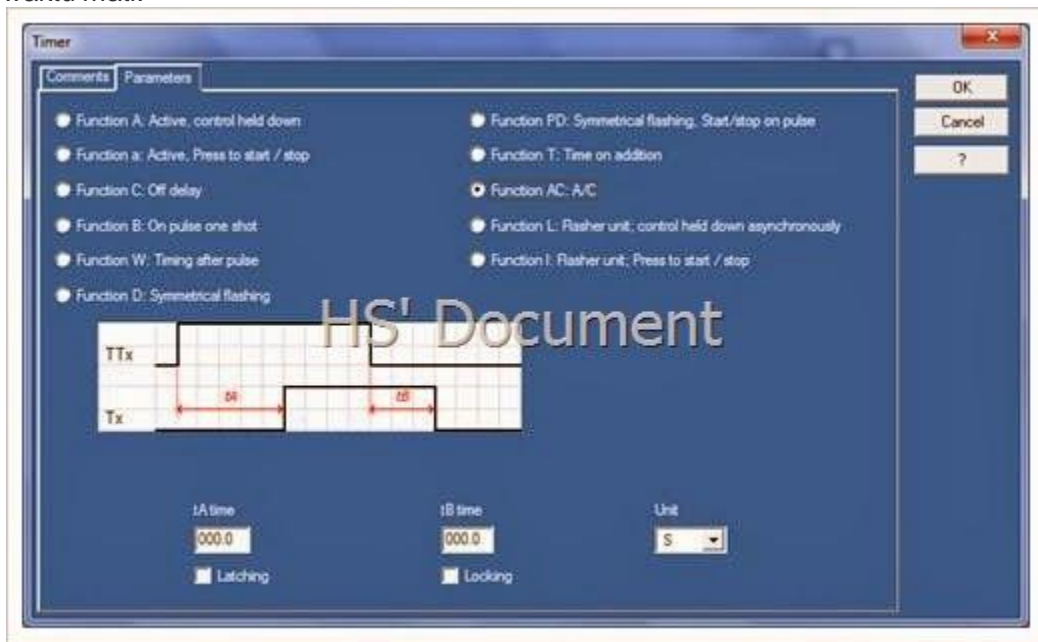 Timer
Comments Parameters
OK
Cancel
?
Function A: Active, control held down
Function a: Active, Press to start / stop
Function C: Off delay
Function B: On pulse one shot
Function W: Timing after pulse
Function D: Symmetrical flashing
Function PD: Symmetrical flashing, Start/stop on pulse
Function T: Time on addition
Function AC: A/C
Function L: Flasher unit; control held down asynchronously
Function l: Flasher unit; Press to start / stop
HS' Document
TTx
tA tB
Tx
tA time tB time Unit
000.0 000.0 S
Latching Locking